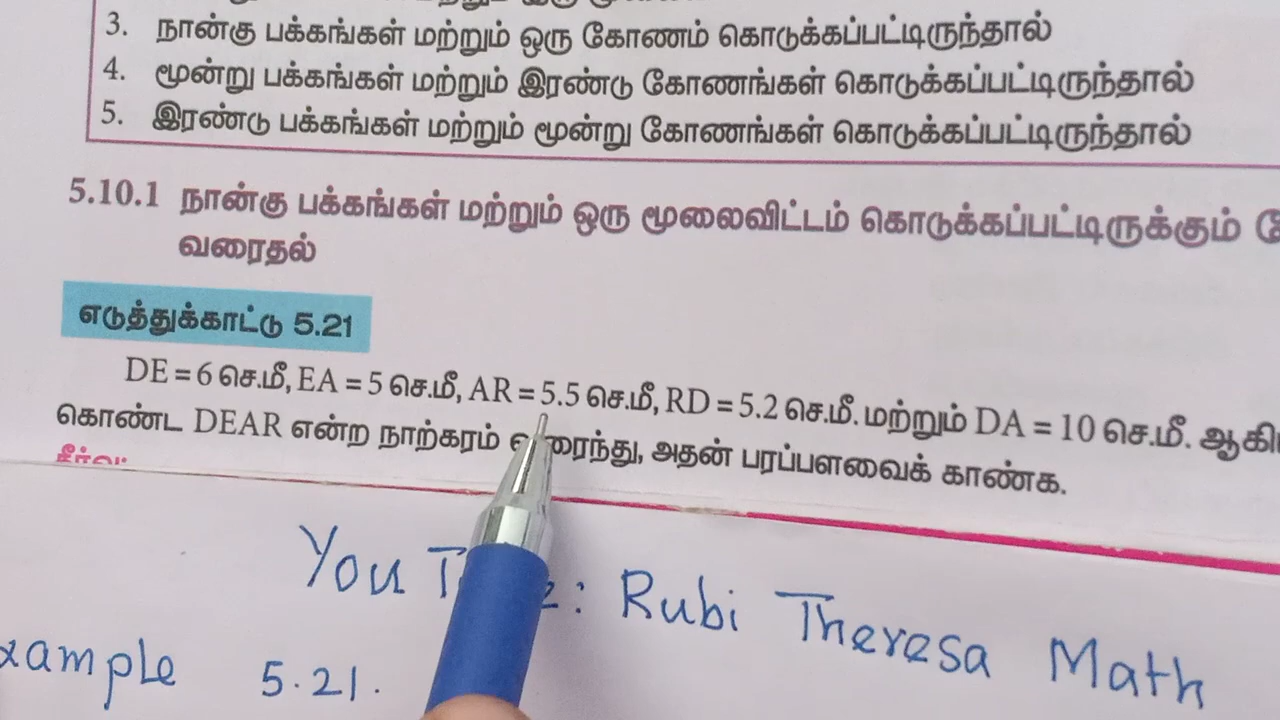 3. நான்கு பக்கங்கள் மற்றும் ஒரு கோணம் கொடுக்கப்பட்டிருந்தால்
4. மூன்று பக்கங்கள் மற்றும் இரண்டு கோணங்கள் கொடுக்கப்பட்டிருந்தால்
5. இரண்டு பக்கங்கள் மற்றும் மூன்று கோணங்கள் கொடுக்கப்பட்டிருந்தால்
5.10.1 நான்கு பக்கங்கள் மற்றும் ஒரு மூலைவிட்டம் கொடுக்கப்பட்டிருக்கும்
வரைதல்
எடுத்துக்காட்டு 5.21
DE = 6 செ.மீ, EA = 5 செ.மீ, AR = 5.5 செ.மீ, RD = 5.2 செ.மீ. மற்றும் DA = 10 செ.மீ. ஆகி
கொண்ட DEAR என்ற நாற்கரம் வரைந்து, அதன் பரப்பளவைக் காண்க.
You : Rubi Theresa Math
xample 5.21.